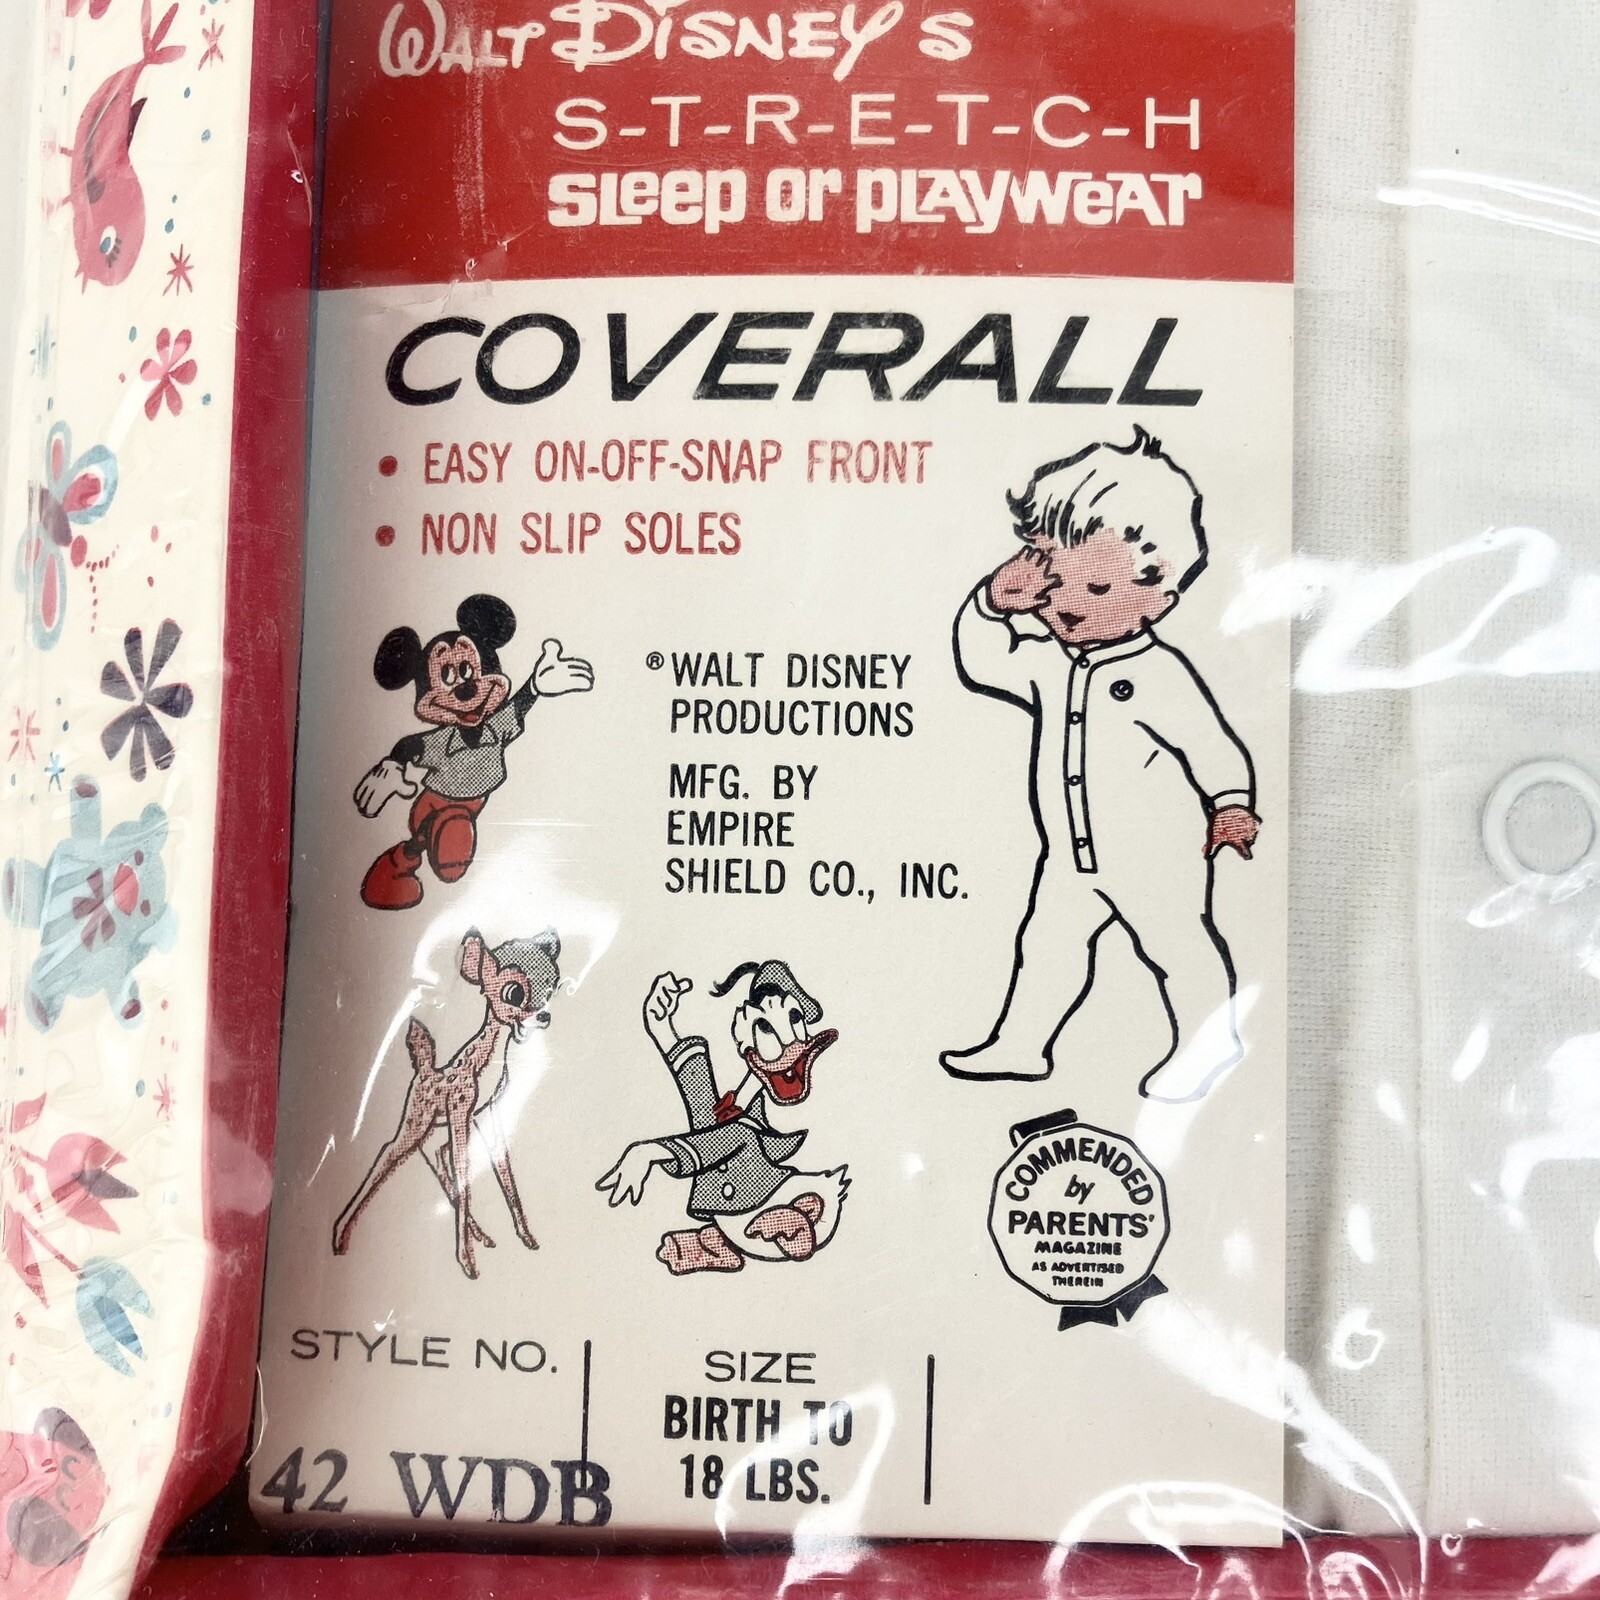 WALT DISNEY'S
S-T-R-E-T-C-H
SLEEP OR PLAYWEAR
COVERALL
• EASY ON-OFF-SNAP FRONT
• NON SLIP SOLES
® WALT DISNEY
PRODUCTIONS
MFG. BY
EMPIRE
SHIELD CO., INC.
COMMENDED
by
PARENTS'
MAGAZINE
AS ADVERTISED
THEREIN
STYLE NO.
SIZE
BIRTH TO
18 LBS.
42 WDB